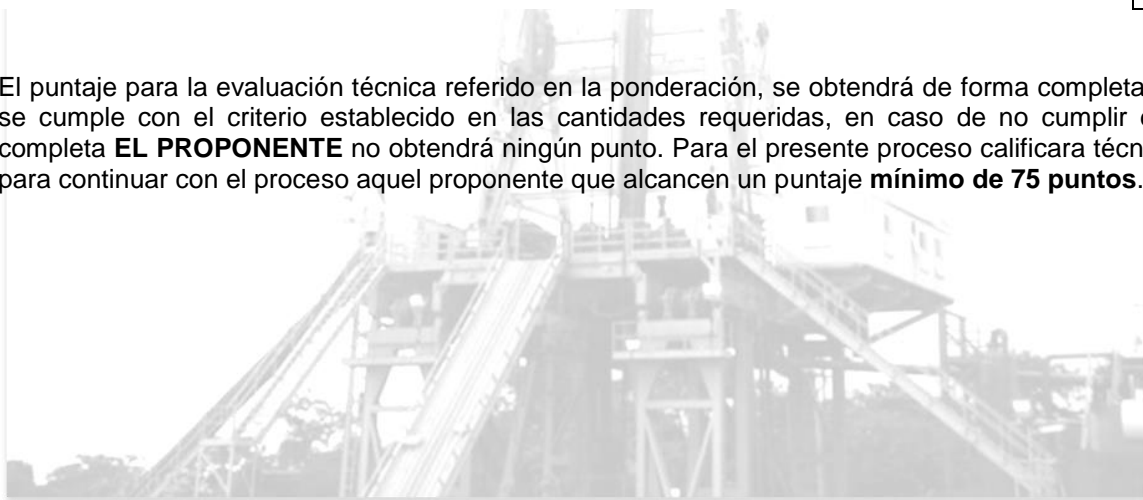 El puntaje para la evaluación técnica referido en la ponderación, se obtendrá de forma completa
se cumple con el criterio establecido en las cantidades requeridas, en caso de no cumplir
completa EL PROPONENTE no obtendrá ningún punto. Para el presente proceso calificara
para continuar con el proceso aquel proponente que alcancen un puntaje mínimo de 75 puntos.